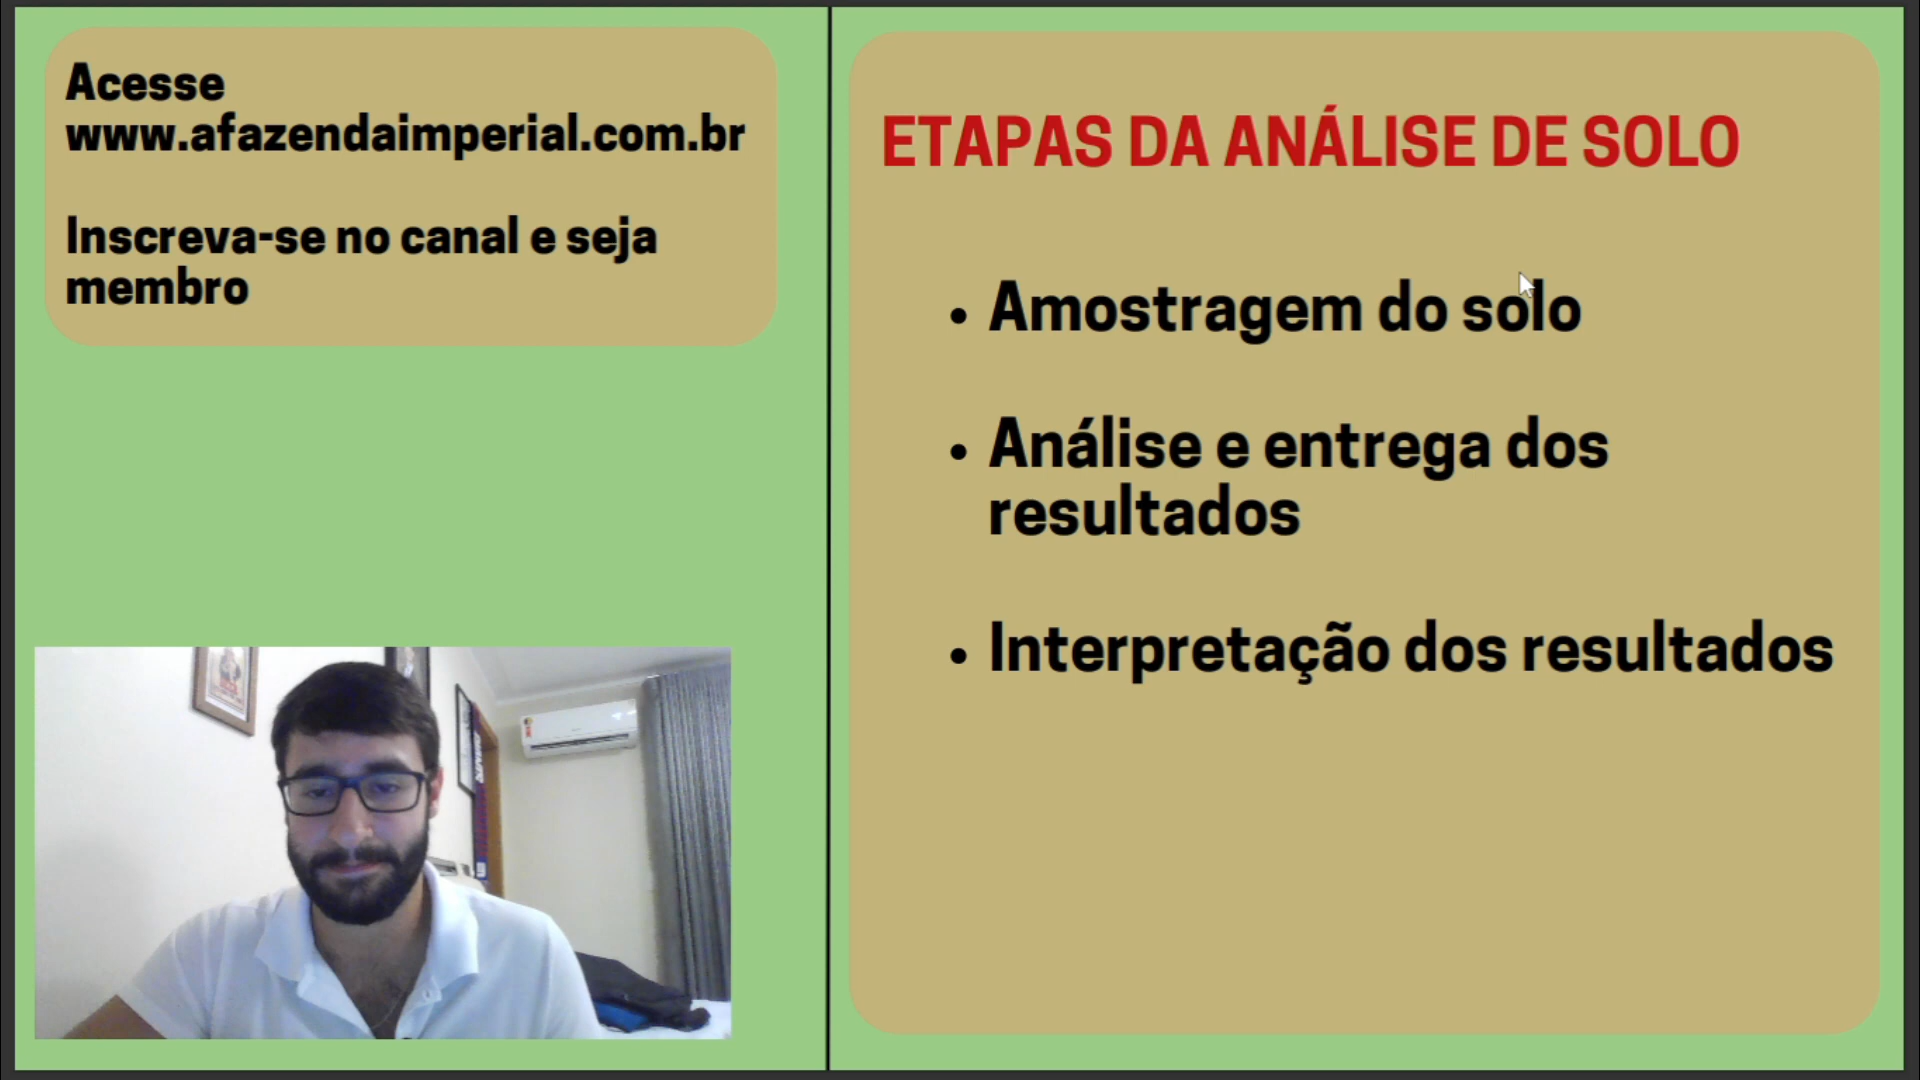 Acesse
www.afazendaimperial.com.br
Inscreva-se no canal e seja
membro
ETAPAS DA ANÁLISE DE SOLO
• Amostragem do solo
• Análise e entrega dos
resultados
• Interpretação dos resultados